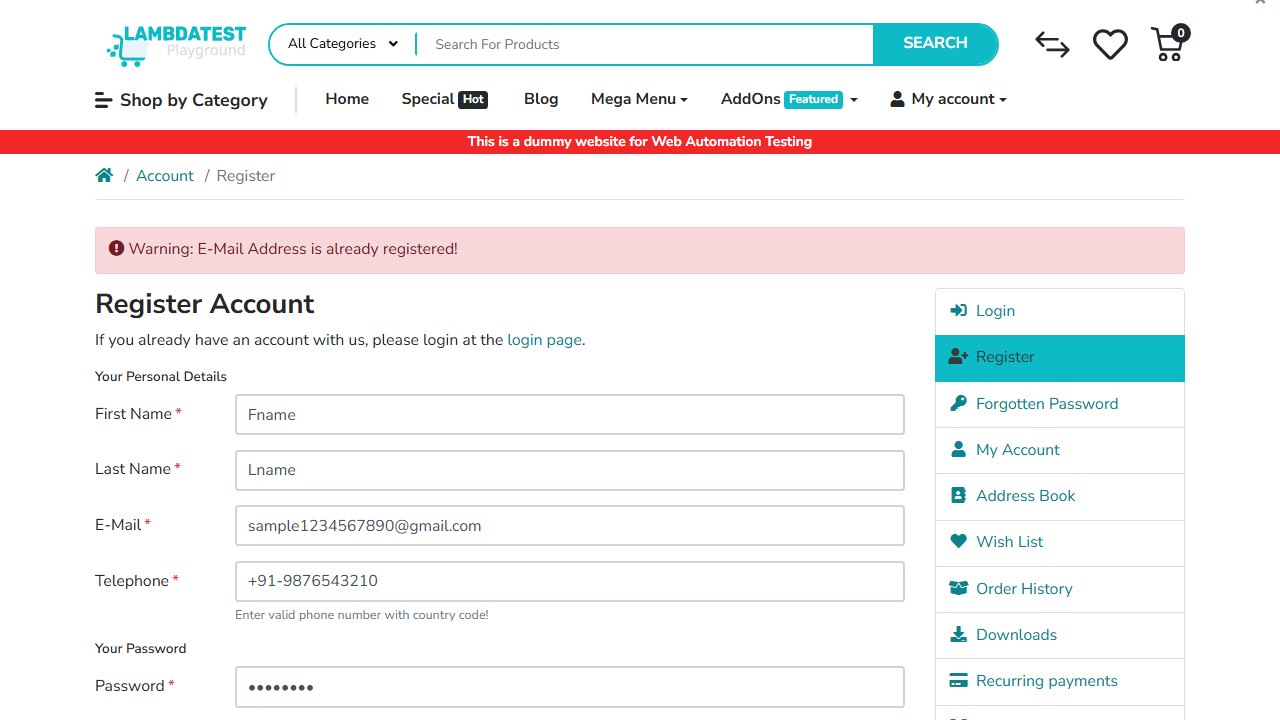 LAMBDATEST
Playground
All Categories
Search For Products
SEARCH
0
Shop by Category
Home
Special Hot
Blog
Mega Menu
AddOns Featured
My account
This is a dummy website for Web Automation Testing
/ Account / Register
Warning: E-Mail Address is already registered!
Register Account
If you already have an account with us, please login at the login page.
Your Personal Details
First Name *
Fname
Last Name *
Lname
E-Mail *
sample1234567890@gmail.com
Telephone *
+91-9876543210
Enter valid phone number with country code!
Your Password
Password *
••••••••
Login
Register
Forgotten Password
My Account
Address Book
Wish List
Order History
Downloads
Recurring payments